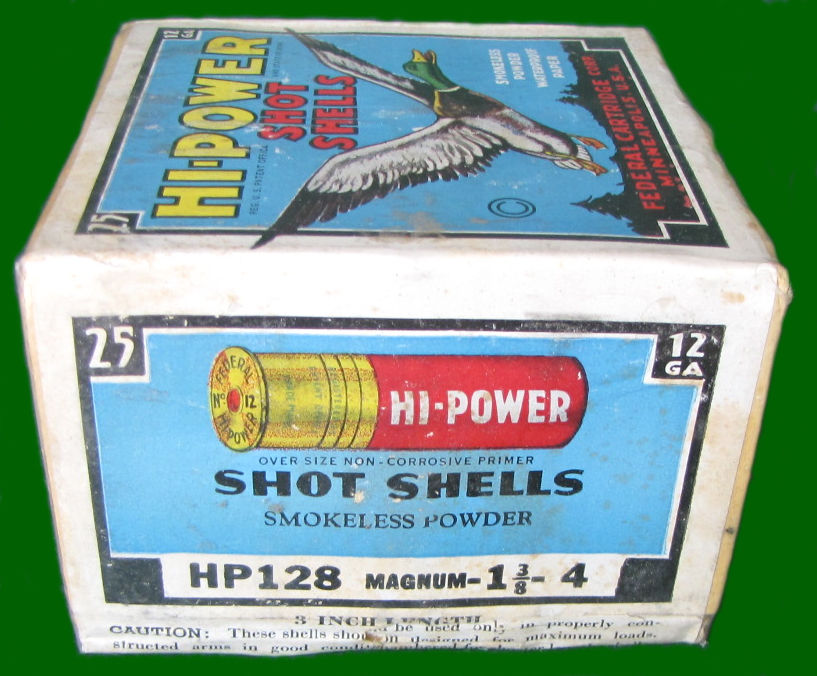 12
GA
HI-POWER
REG. U.S. PATENT OFFICE
SHOT
SHELLS
SMOKELESS
POWDER
WATERPROOF
PAPER
FEDERAL CARTRIDGE CORP.
MINNEAPOLIS U.S.A.
25
©
25
12
GA
FEDERAL
No 12
HI-POWER
HI-POWER
OVER SIZE NON-CORROSIVE PRIMER
SHOT SHELLS
SMOKELESS POWDER
HP128 MAGNUM-1 3/8-4
3 INCH LENGTH
CAUTION: These shells be used only in properly con-
structed arms in good designed for maximum loads.